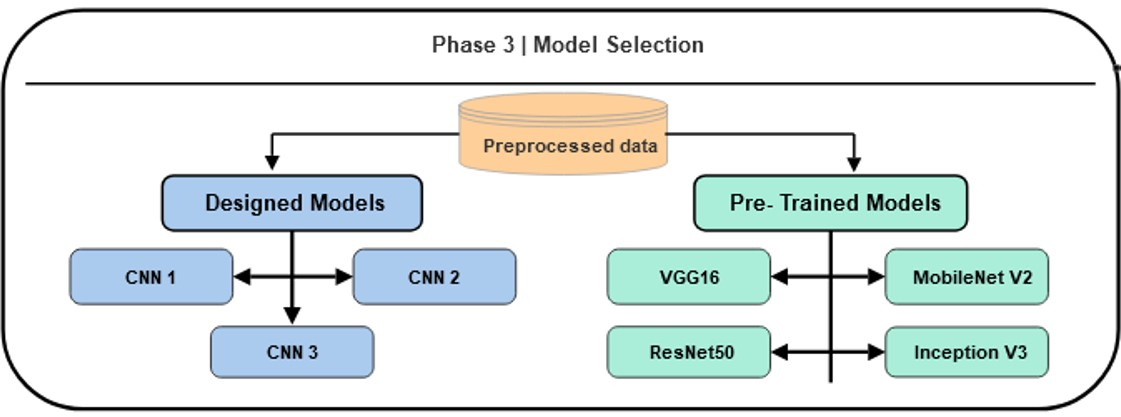 Phase 3 | Model Selection
Preprocessed data
Designed Models
Pre- Trained Models
CNN 1
CNN 2
VGG16
MobileNet V2
CNN 3
ResNet50
Inception V3